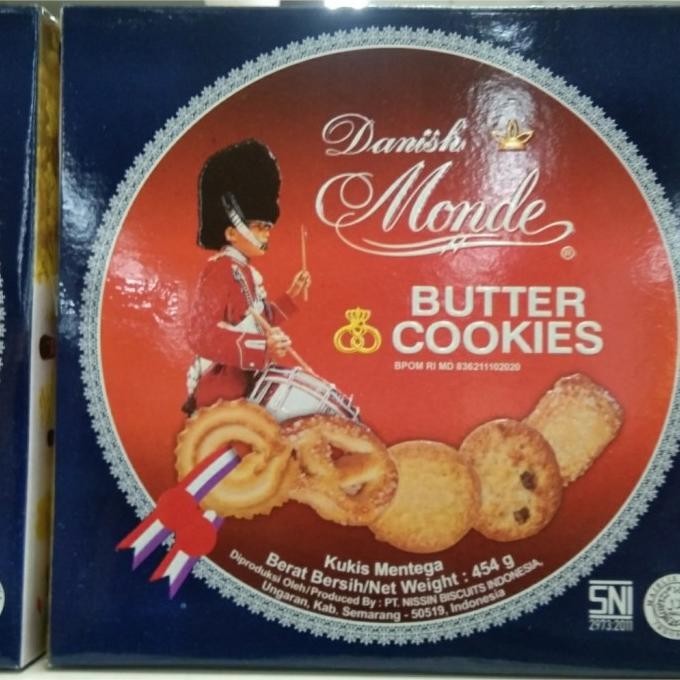 Danish
Monde
®
BUTTER
COOKIES
BPOM RI MD 836211102020
Kukis Mentega
Berat Bersih/Net Weight : 454 g
Diproduksi Oleh/Produced By : PT. NISSIN BISCUITS INDONESIA,
Ungaran, Kab. Semarang - 50519, Indonesia
SNI
2973:2011